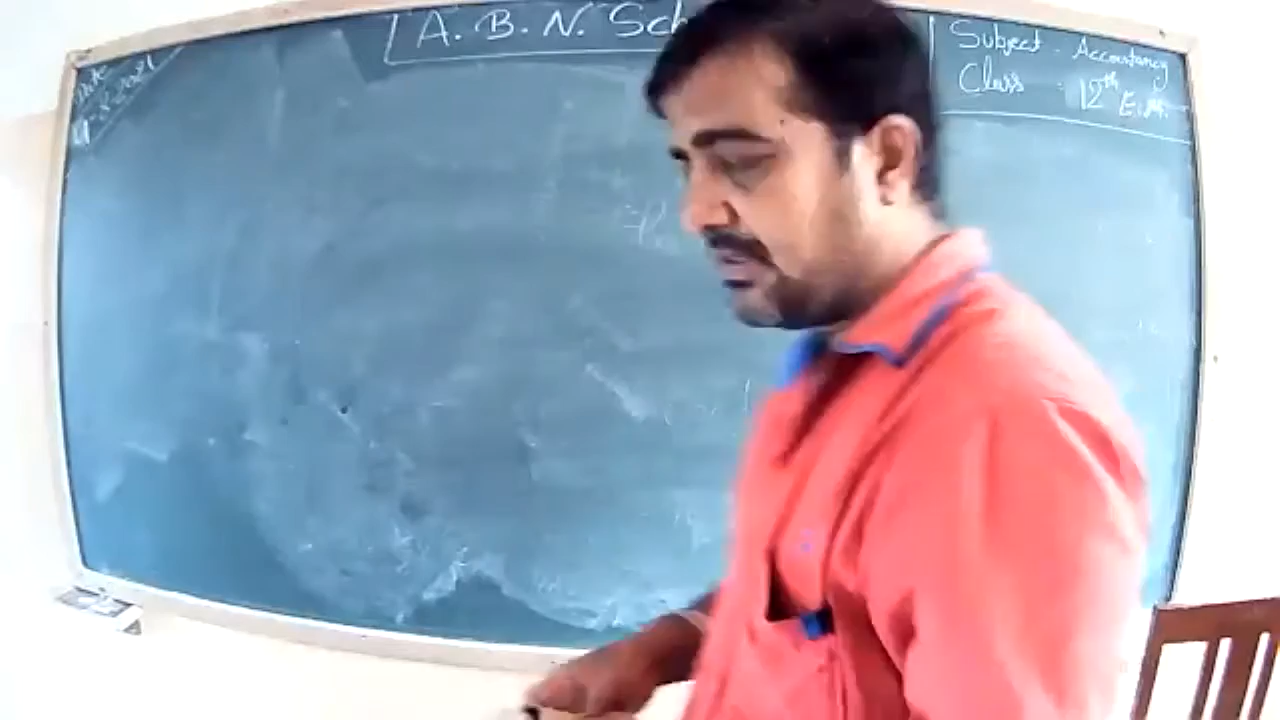 A. B. N. Sch
Subject - Accountancy
Class : 12th E.M.
Date